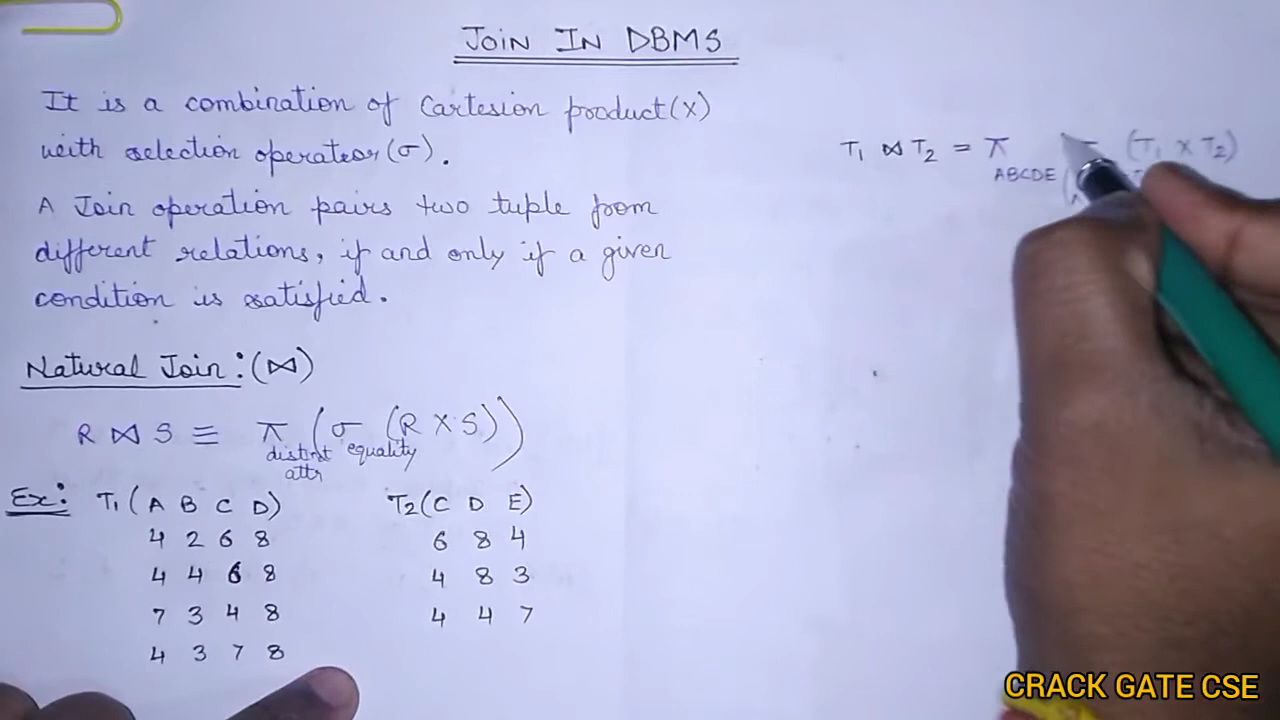 JOIN IN DBMS
It is a combination of Cartesion product(X)
with selection operator(σ).
A Join operation pairs two tuple from
different relations, if and only if a given
condition is satisfied.
Natural Join:(⋈)
R ⋈ S ≡ π (σ (R X S))
distinct equality
attr
Ex: T1(A B C D) T2(C D E)
4 2 6 8 6 8 4
4 4 6 8 4 8 3
7 3 4 8 4 4 7
4 3 7 8
T1 ⋈ T2 = π (T1 X T2)
ABCDE
CRACK GATE CSE